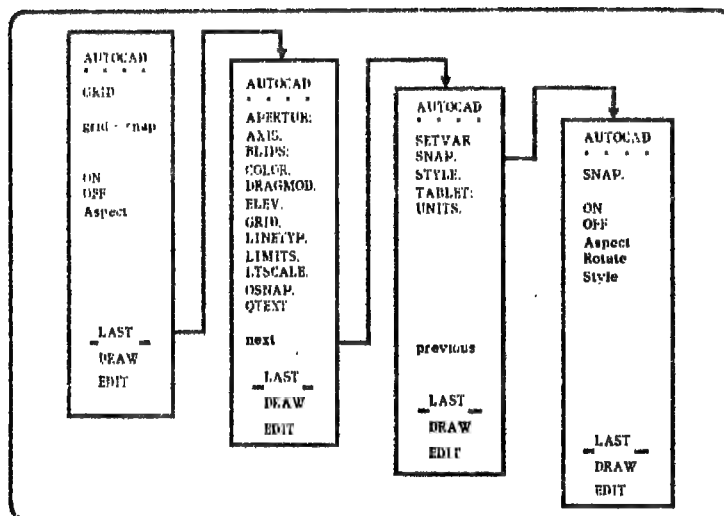 AUTOCAD
* * * *
GRID
grid - snap
ON
OFF
Aspect
LAST
DRAW
EDIT
AUTOCAD
* * * *
APERTUR:
AXIS.
BLIPS:
COLOR.
DRAGMOD.
ELEV.
GRID.
LINETYP.
LIMITS.
LTSCALE.
OSNAP.
QTEXT
next
LAST
DRAW
EDIT
AUTOCAD
* * * *
SETVAR
SNAP.
STYLE.
TABLET:
UNITS.
previous
LAST
DRAW
EDIT
AUTOCAD
* * * *
SNAP.
ON
OFF
Aspect
Rotate
Style
LAST
DRAW
EDIT